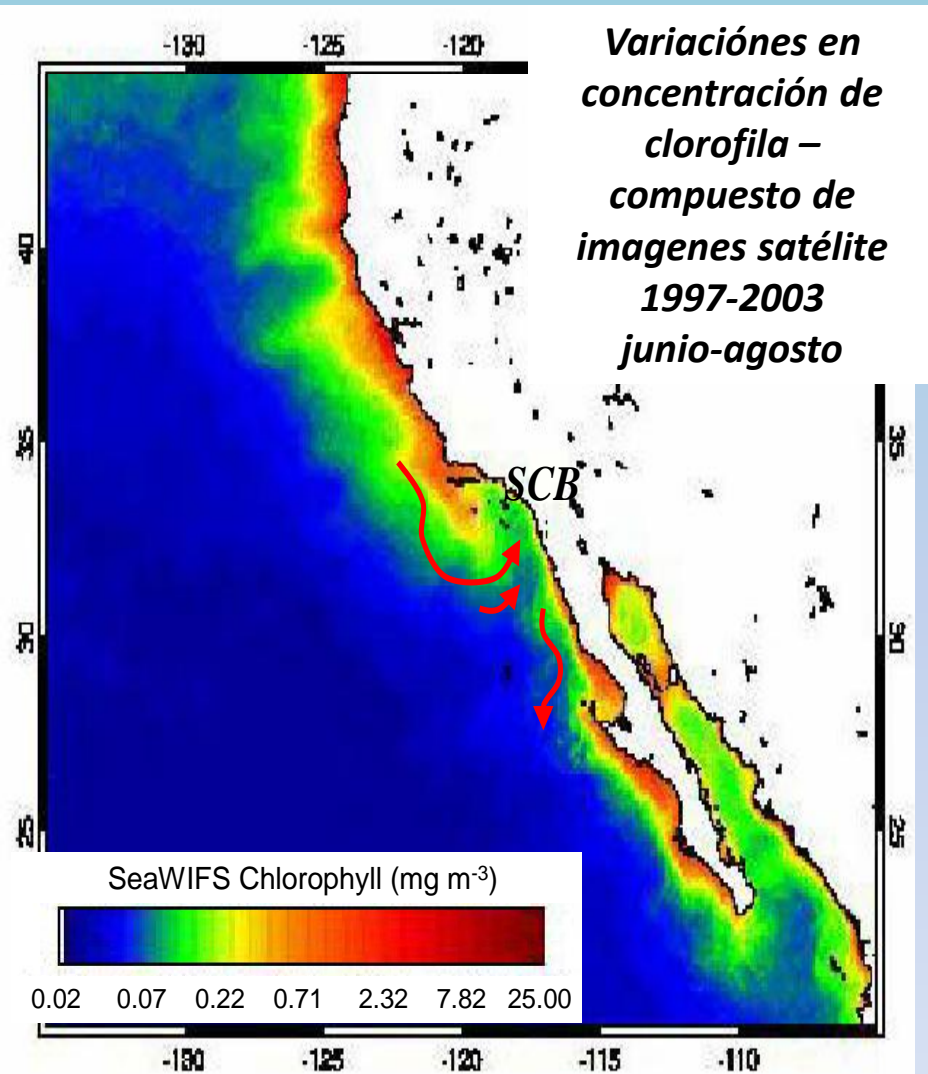 -130 -125 -120
Variaciónes en
concentración de
clorofila –
compuesto de
imagenes satélite
1997-2003
junio-agosto
40
35
35
SCB
30
30
25
25
SeaWIFS Chlorophyll (mg m-3)
0.02 0.07 0.22 0.71 2.32 7.82 25.00
-130 -125 -120 -115 -110